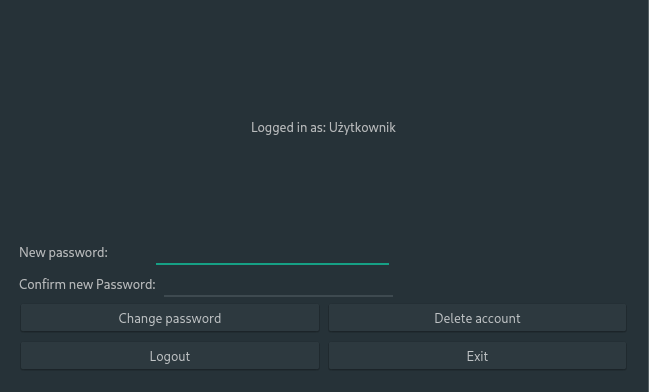 Logged in as: Użytkownik
New password:
Confirm new Password:
Change password
Delete account
Logout
Exit